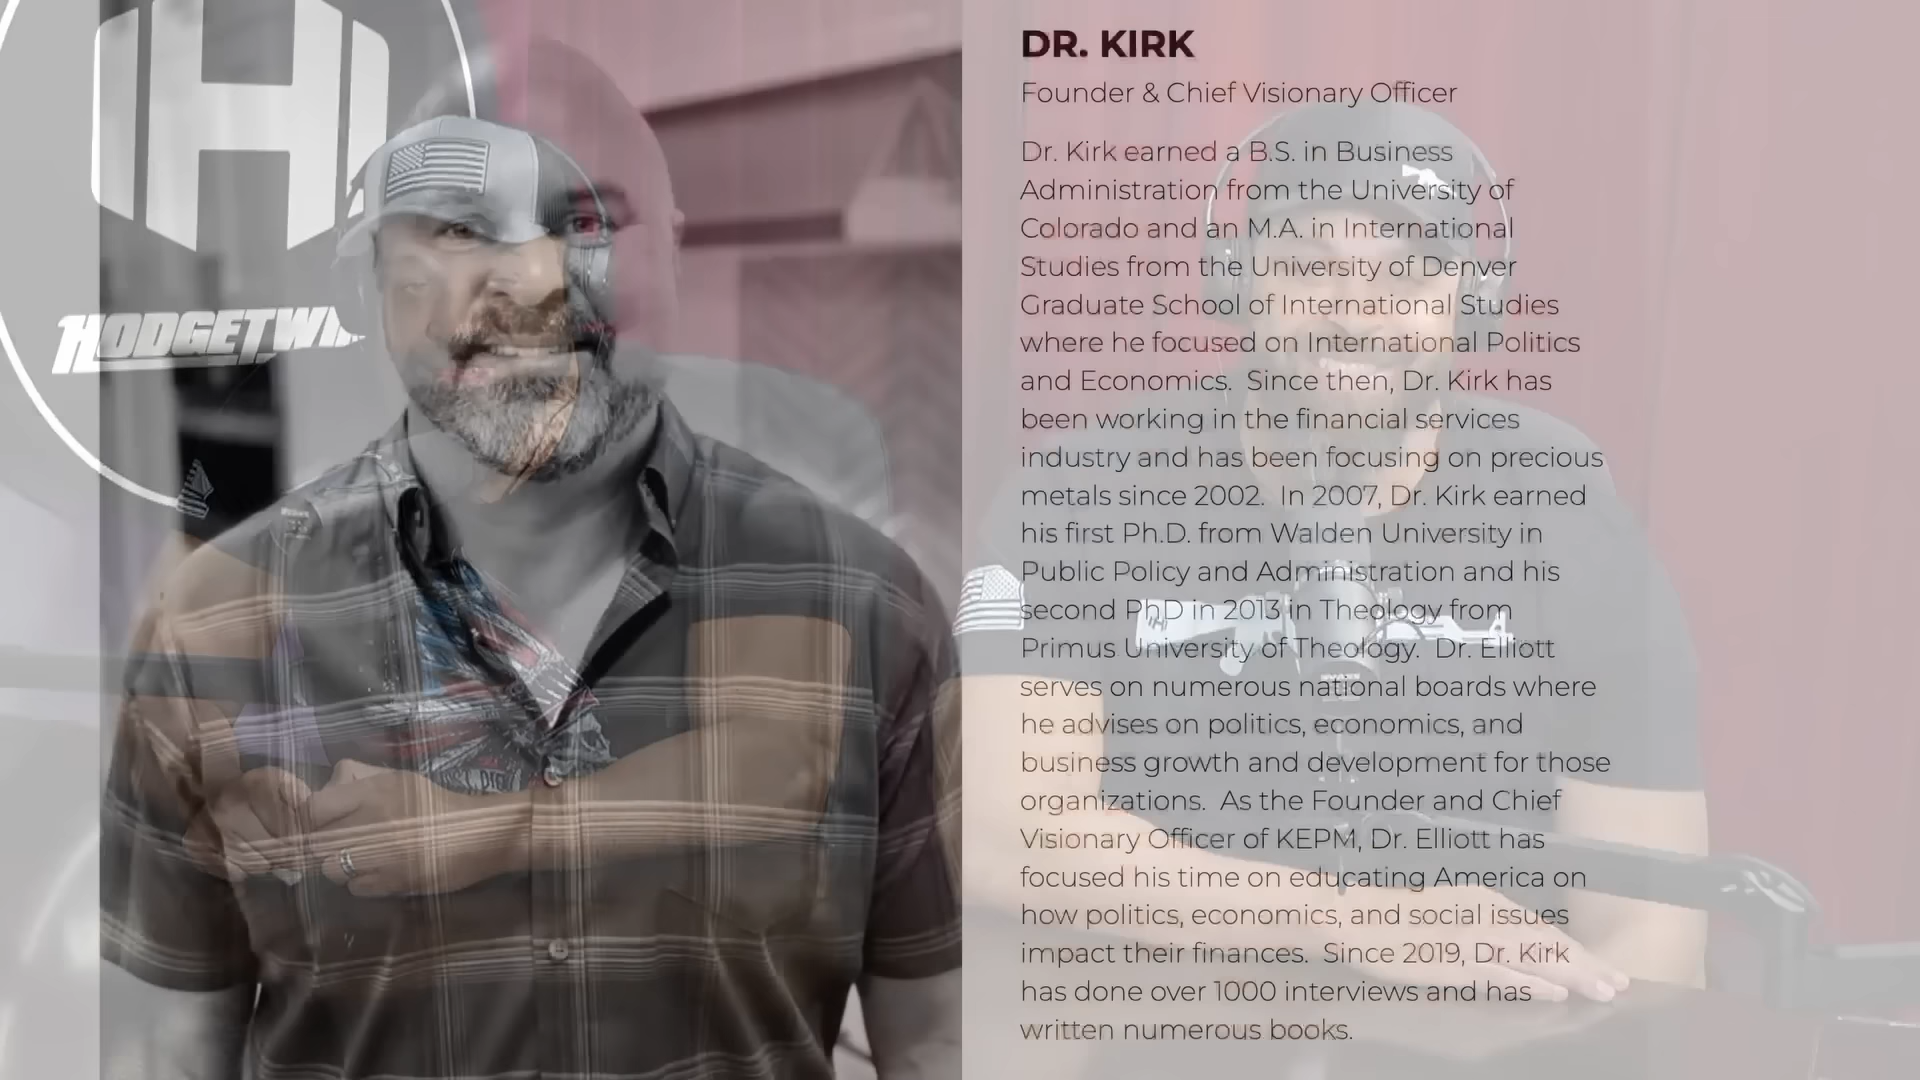 DR. KIRK
Founder & Chief Visionary Officer
Dr. Kirk earned a B.S. in Business
Administration from the University of
Colorado and an M.A. in International
Studies from the University of Denver
Graduate School of International Studies
where he focused on International Politics
and Economics. Since then, Dr. Kirk has
been working in the financial services
industry and has been focusing on precious
metals since 2002. In 2007, Dr. Kirk earned
his first Ph.D. from Walden University in
Public Policy and Administration and his
second PhD in 2013 in Theology from
Primus University of Theology. Dr. Elliott
serves on numerous national boards where
he advises on politics, economics, and
business growth and development for those
organizations. As the Founder and Chief
Visionary Officer of KEPM, Dr. Elliott has
focused his time on educating America on
how politics, economics, and social issues
impact their finances. Since 2019, Dr. Kirk
has done over 1000 interviews and has
written numerous books.
H